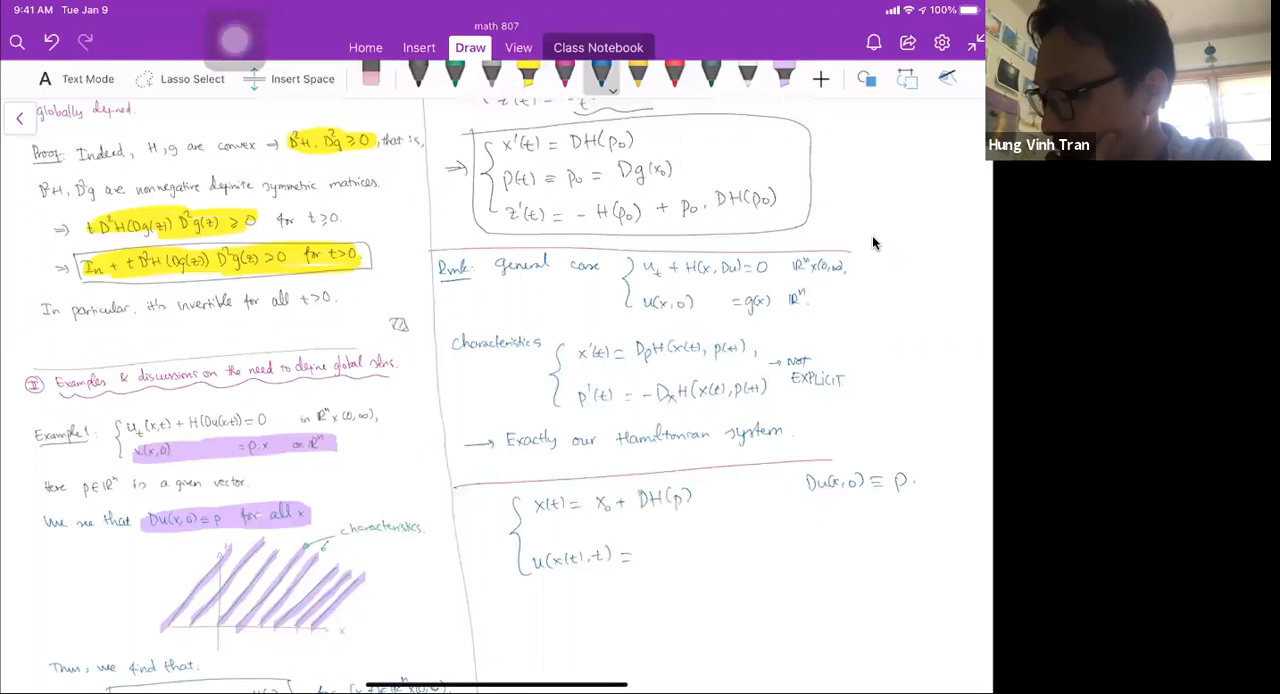 9:41 AM Tue Jan 9
100%
math 807
Home Insert Draw View Class Notebook
Text Mode Lasso Select Insert Space
Hung Vinh Tran
globally defined.
Proof: Indeed, H, g are convex ⇒ D²H, D²g ≥ 0, that is,
D²H, D²g are nonnegative definite symmetric matrices.
⇒ t D²H(Dg(z)) D²g(z) ≥ 0 for t ≥ 0.
⇒ In + t D²H(Dg(z)) D²g(z) > 0 for t > 0.
In particular, it's invertible for all t > 0.
II Examples & discussions on the need to define global solns.
Example 1: { ut(x,t) + H(Du(x,t)) = 0 in ℝⁿ × (0,∞),
u(x,0) = p·x on ℝⁿ
Here p ∈ ℝⁿ is a given vector.
We see that Du(x,0) ≡ p for all x
characteristics.
x
Thus, we find that:
⇒ { x'(t) = DH(p₀)
p(t) ≡ p₀ = Dg(x₀)
z'(t) = - H(p₀) + p₀ · DH(p₀)
Rmk: general case { ut + H(x, Du) = 0 ℝⁿ × (0,∞),
u(x,0) = g(x) ℝⁿ.
characteristics { x'(t) = DpH(x(t), p(t)),
p'(t) = - DxH(x(t), p(t))
→ NOT EXPLICIT
→ Exactly our Hamiltonian system.
{ x(t) = x₀ + DH(p) Du(x,0) ≡ p.
u(x(t), t) =